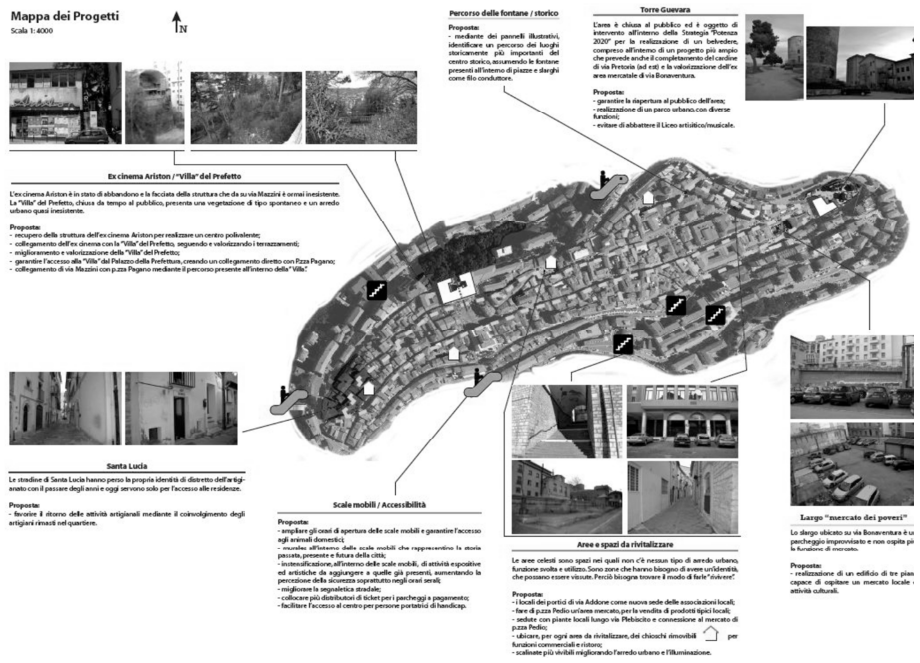 Mappa dei Progetti
Scala 1: 4000
N
Percorso delle fontane / storico
Proposta:
- mediante dei pannelli illustrativi,
identificare un percorso dei luoghi
storicamente più importanti del
centro storico, assumendo le fontane
presenti all'interno di piazze e slarghi
come filo conduttore.
Torre Guevara
L'area è chiusa al pubblico ed è oggetto di
intervento all'interno della Strategia "Potenza
2020" per la realizzazione di un belvedere,
compreso all'interno di un progetto più ampio
che prevede anche il completamento del cardine
di via Pretoria (ad est) e la valorizzazione dell'ex
area mercatale di via Bonaventura.
Proposta:
- garantire la riapertura al pubblico dell'area;
- realizzazione di un parco urbano, con diverse
funzioni;
- evitare di abbattere il Liceo artisitico/musicale.
Ex cinema Ariston / "Villa" del Prefetto
L'ex cinema Ariston è in stato di abbandono e la facciata della struttura che da su via Mazzini è ormai inesistente.
La "Villa" del Prefetto, chiusa da tempo al pubblico, presenta una vegetazione di tipo spontaneo e un arredo
urbano quasi inesistente.
Proposta:
- recupero della struttura dell'ex cinema Ariston per realizzare un centro polivalente;
- collegamento dell'ex cinema con la "Villa" del Prefetto, seguendo e valorizzando i terrazzamenti;
- miglioramento e valorizzazione della "Villa" del Prefetto;
- garantire l'accesso alla "Villa" dal Palazzo della Prefettura, creando un collegamento diretto con P.zza Pagano;
- collegamento di via Mazzini con p.zza Pagano mediante il percorso presente all'interno della "Villa".
Santa Lucia
Le stradine di Santa Lucia hanno perso la propria identità di distretto dell'artigi-
anato con il passare degli anni e oggi servono solo per l'accesso alle residenze.
Proposta:
- favorire il ritorno delle attività artigianali mediante il coinvolgimento degli
artigiani rimasti nel quartiere.
Scale mobili / Accessibilità
Proposta:
- ampliare gli orari di apertura delle scale mobili e garantire l'accesso
agli animali domestici;
- murales all'interno delle scale mobili che rappresentino la storia
passata, presente e futura della città;
- instensificazione, all'interno delle scale mobili, di attività espositive
ed artistiche da aggiungere a quelle già presenti, aumentando la
percezione della sicurezza soprattutto negli orari serali;
- migliorare la segnaletica stradale;
- collocare più distributori di ticket per i parcheggi a pagamento;
- facilitare l'accesso al centro per persone portatrici di handicap.
Aree e spazi da rivitalizzare
Le aree celesti sono spazi nei quali non c'è nessun tipo di arredo urbano,
funzione svolta e utilizzo. Sono zone che hanno bisogno di avere un'identità,
che possano essere vissute. Perciò bisogna trovare il modo di farle "rivivere".
Proposta:
- i locali dei portici di via Addone come nuova sede delle associazioni locali;
- fare di p.zza Pedio un'area mercato, per la vendita di prodotti tipici locali;
- sedute con piante locali lungo via Plebiscito e connessione al mercato di
p.zza Pedio;
- ubicare, per ogni area da rivitalizzare, dei chioschi rimovibili per
funzioni commerciali e ristoro;
- scalinate più vivibili migliorando l'arredo urbano e l'illuminazione.
Largo "mercato dei poveri"
Lo slargo ubicato su via Bonaventura è un
parcheggio improvvisato e non ospita più
la funzione di mercato.
Proposta:
- realizzazione di un edificio di tre piani
capace di ospitare un mercato locale e
attività culturali.